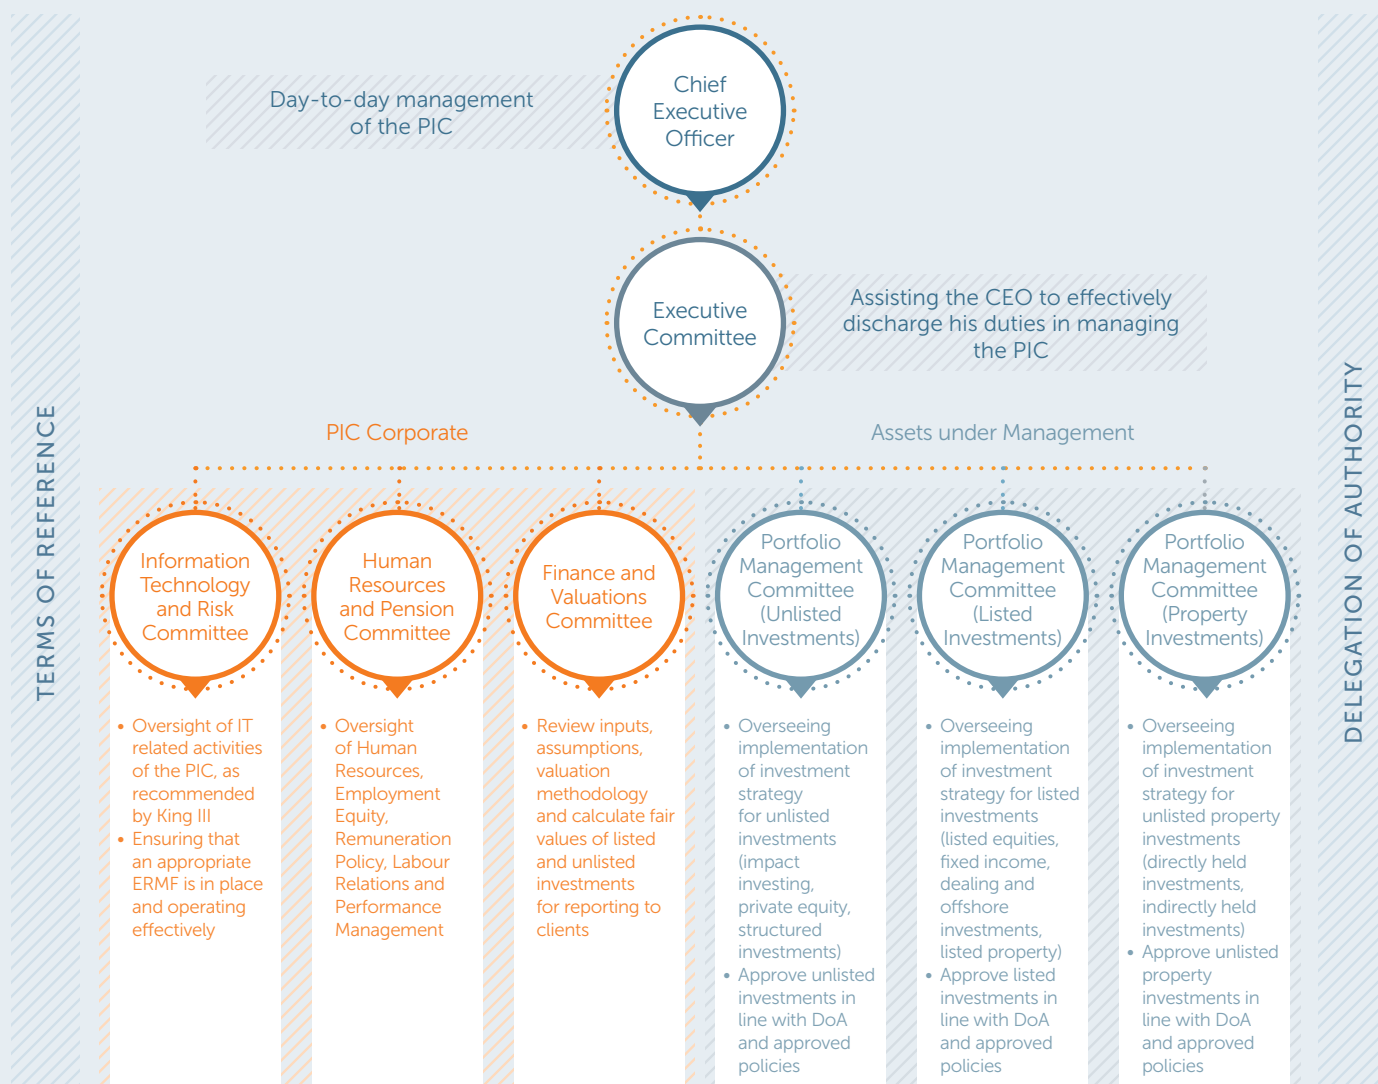 Chief
Executive
Officer
Day-to-day management
of the PIC
Executive
Committee
Assisting the CEO to effectively
discharge his duties in managing
the PIC
TERMS OF REFERENCE
DELEGATION OF AUTHORITY
PIC Corporate
Assets under Management
Information
Technology
and Risk
Committee
• Oversight of IT
related activities
of the PIC, as
recommended
by King III
• Ensuring that
an appropriate
ERMF is in place
and operating
effectively
Human
Resources
and Pension
Committee
• Oversight
of Human
Resources,
Employment
Equity,
Remuneration
Policy, Labour
Relations and
Performance
Management
Finance and
Valuations
Committee
• Review inputs,
assumptions,
valuation
methodology
and calculate fair
values of listed
and unlisted
investments
for reporting to
clients
Portfolio
Management
Committee
(Unlisted
Investments)
• Overseeing
implementation
of investment
strategy
for unlisted
investments
(impact
investing,
private equity,
structured
investments)
• Approve unlisted
investments in
line with DoA
and approved
policies
Portfolio
Management
Committee
(Listed
Investments)
• Overseeing
implementation
of investment
strategy for listed
investments
(listed equities,
fixed income,
dealing and
offshore
investments,
listed property)
• Approve listed
investments in
line with DoA
and approved
policies
Portfolio
Management
Committee
(Property
Investments)
• Overseeing
implementation
of investment
strategy for
unlisted property
investments
(directly held
investments,
indirectly held
investments)
• Approve unlisted
property
investments in
line with DoA
and approved
policies